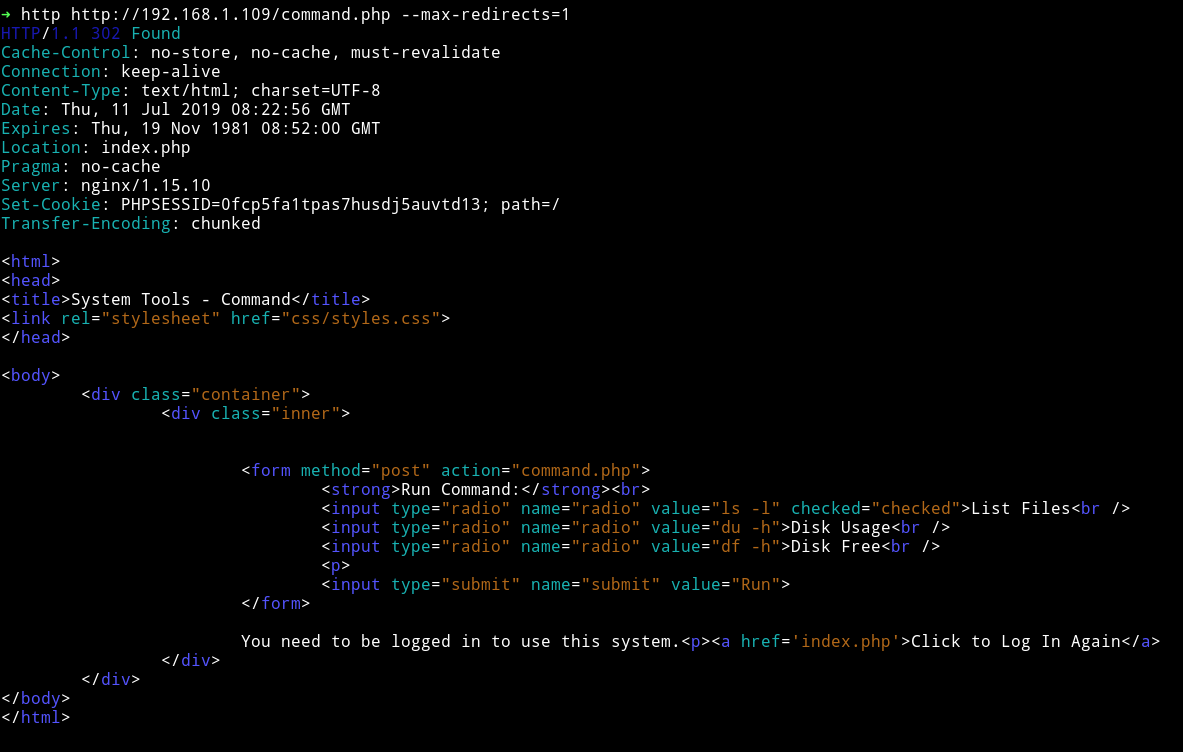 → http http://192.168.1.109/command.php --max-redirects=1
HTTP/1.1 302 Found
Cache-Control: no-store, no-cache, must-revalidate
Connection: keep-alive
Content-Type: text/html; charset=UTF-8
Date: Thu, 11 Jul 2019 08:22:56 GMT
Expires: Thu, 19 Nov 1981 08:52:00 GMT
Location: index.php
Pragma: no-cache
Server: nginx/1.15.10
Set-Cookie: PHPSESSID=0fcp5fa1tpas7husdj5auvtd13; path=/
Transfer-Encoding: chunked

<html>
<head>
<title>System Tools - Command</title>
<link rel="stylesheet" href="css/styles.css">
</head>

<body>
        <div class="container">
                <div class="inner">


                        <form method="post" action="command.php">
                                <strong>Run Command:</strong><br>
                                <input type="radio" name="radio" value="ls -l" checked="checked">List Files<br />
                                <input type="radio" name="radio" value="du -h">Disk Usage<br />
                                <input type="radio" name="radio" value="df -h">Disk Free<br />
                                <p>
                                <input type="submit" name="submit" value="Run">
                        </form>

                        You need to be logged in to use this system.<p><a href='index.php'>Click to Log In Again</a>
                </div>
        </div>
</body>
</html>